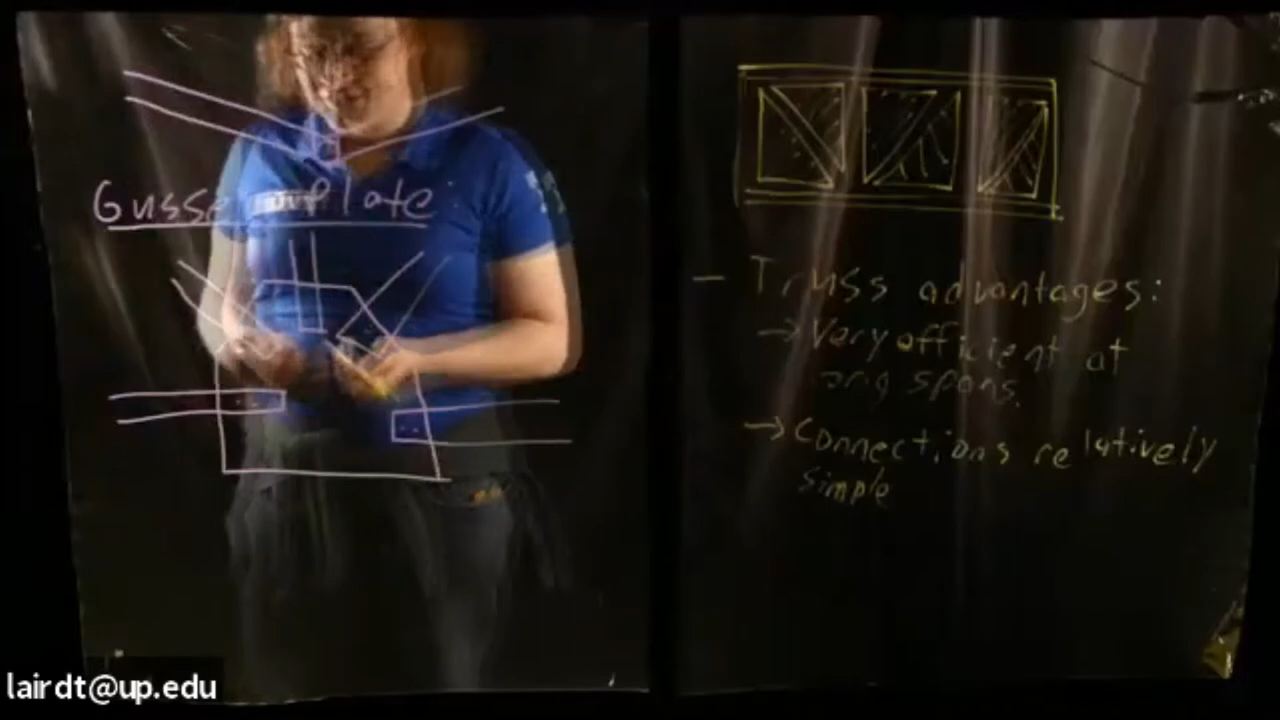 Gusset Plate:
- Truss advantages:
→ Very efficient at
long spans.
→ Connections relatively
simple
lairdt@up.edu